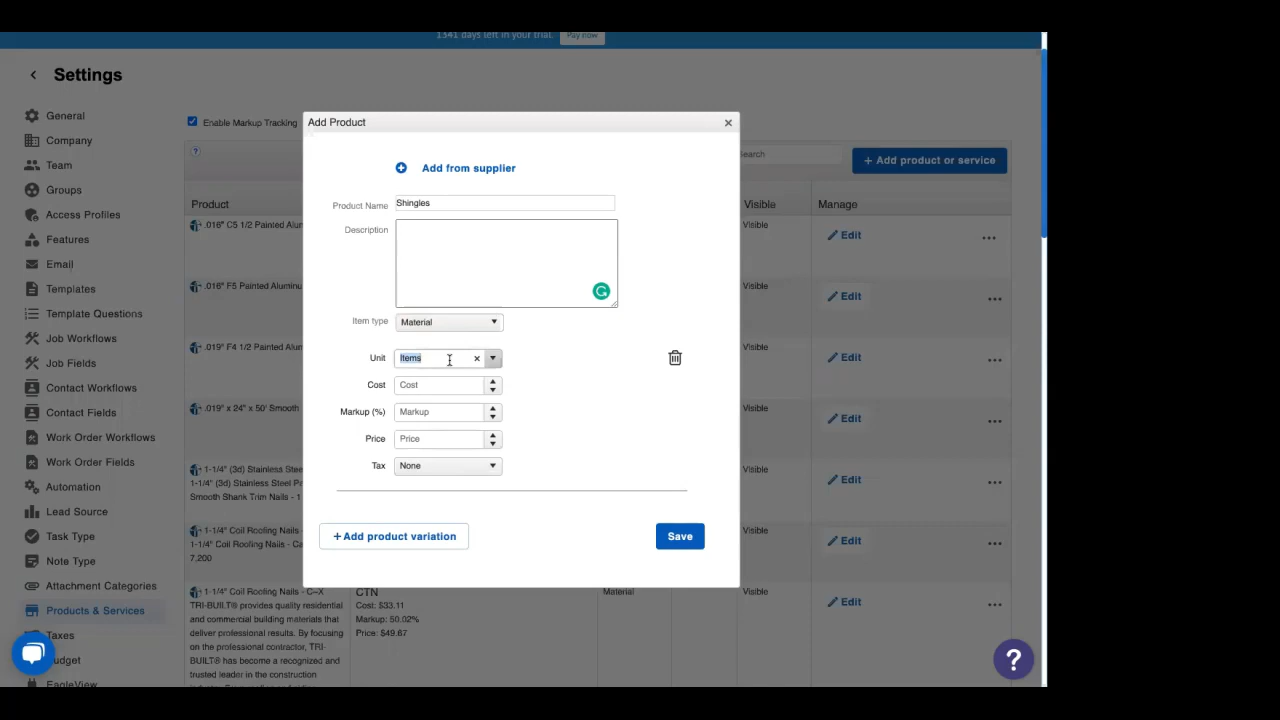 1341 days left in your trial.
Pay now
Settings
General
Company
Team
Groups
Access Profiles
Features
Email
Templates
Template Questions
Job Workflows
Job Fields
Contact Workflows
Contact Fields
Work Order Workflows
Work Order Fields
Automation
Lead Source
Task Type
Note Type
Attachment Categories
Products & Services
Taxes
EagleView
Enable Markup Tracking
?
Search
+ Add product or service
Product
Visible
Manage
.016" C5 1/2 Painted Alum
Visible
Edit
.016" F5 Painted Aluminu
Visible
Edit
.019" F4 1/2 Painted Alum
Visible
Edit
.019" x 24" x 50' Smooth
Visible
Edit
1-1/4" (3d) Stainless Stee
1-1/4" (3d) Stainless Steel P
Smooth Shank Trim Nails - 1
Visible
Edit
1-1/4" Coil Roofing Nails -
1-1/4" Coil Roofing Nails - Ca
7,200
Visible
Edit
1-1/4" Coil Roofing Nails - C~X
TRI-BUILT® provides quality residential
and commercial building materials that
deliver professional results. By focusing
on the professional contractor, TRI-
BUILT® has become a recognized and
trusted leader in the construction
CTN
Cost: $33.11
Markup: 50.02%
Price: $49.67
Material
Visible
Edit
Add Product
×
Add from supplier
Product Name
Shingles
Description
Item type
Material
Unit
Items
×
Cost
Cost
Markup (%)
Markup
Price
Price
Tax
None
+ Add product variation
Save
?